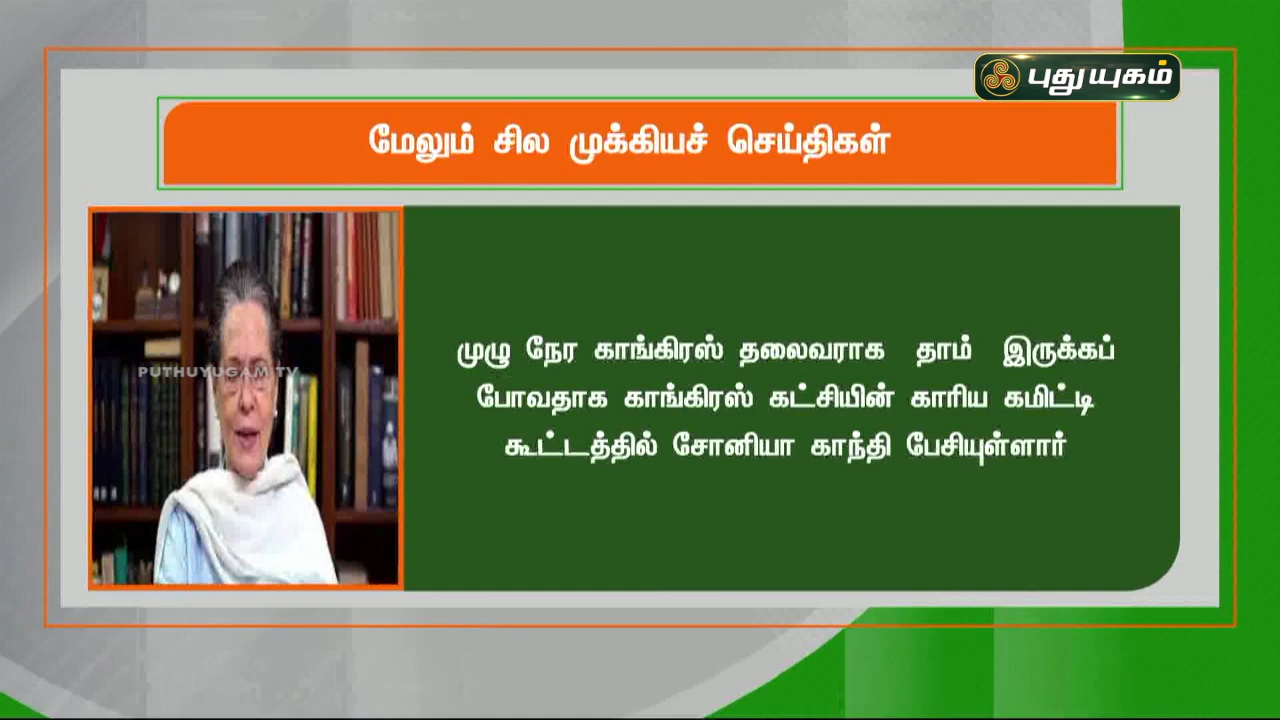 புதுயுகம்
மேலும் சில முக்கியச் செய்திகள்
PUTHUYUGAM TV
முழு நேர காங்கிரஸ் தலைவராக தாம் இருக்கப்
போவதாக காங்கிரஸ் கட்சியின் காரிய கமிட்டி
கூட்டத்தில் சோனியா காந்தி பேசியுள்ளார்